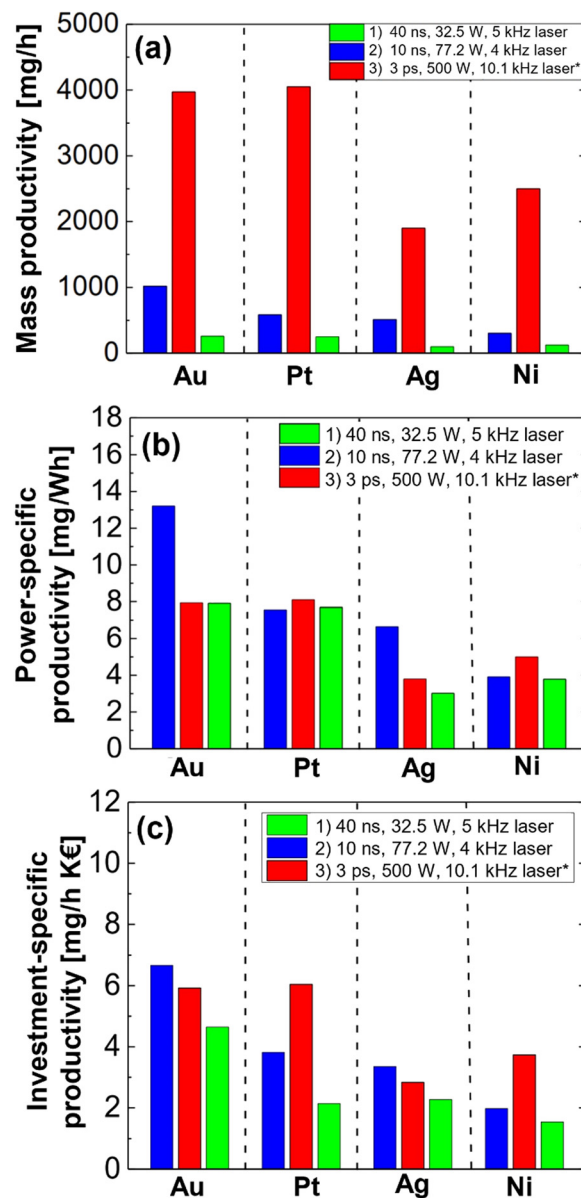 (a)
1) 40 ns, 32.5 W, 5 kHz laser
2) 10 ns, 77.2 W, 4 kHz laser
3) 3 ps, 500 W, 10.1 kHz laser*
Mass productivity [mg/h]
5000
4000
3000
2000
1000
0
Au Pt Ag Ni
(b)
1) 40 ns, 32.5 W, 5 kHz laser
2) 10 ns, 77.2 W, 4 kHz laser
3) 3 ps, 500 W, 10.1 kHz laser*
Power-specific
productivity [mg/Wh]
18
16
14
12
10
8
6
4
2
0
Au Pt Ag Ni
(c)
1) 40 ns, 32.5 W, 5 kHz laser
2) 10 ns, 77.2 W, 4 kHz laser
3) 3 ps, 500 W, 10.1 kHz laser*
Investment-specific
productivity [mg/h K€]
12
10
8
6
4
2
0
Au Pt Ag Ni